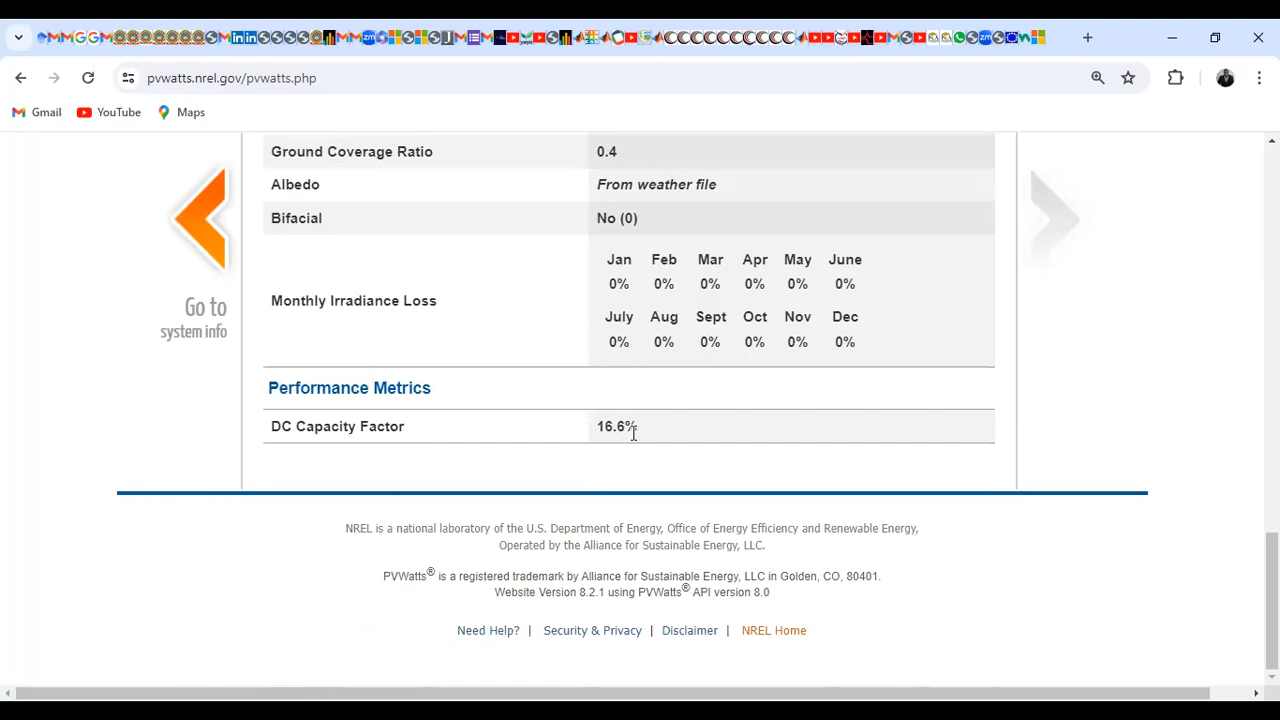 pvwatts.nrel.gov/pvwatts.php
Gmail YouTube Maps
Ground Coverage Ratio 0.4
Albedo From weather file
Bifacial No (0)
Monthly Irradiance Loss
Jan Feb Mar Apr May June
0% 0% 0% 0% 0% 0%
July Aug Sept Oct Nov Dec
0% 0% 0% 0% 0% 0%
Go to
system info
Performance Metrics
DC Capacity Factor 16.6%
NREL is a national laboratory of the U.S. Department of Energy, Office of Energy Efficiency and Renewable Energy,
Operated by the Alliance for Sustainable Energy, LLC.
PVWatts® is a registered trademark by Alliance for Sustainable Energy, LLC in Golden, CO, 80401.
Website Version 8.2.1 using PVWatts® API version 8.0
Need Help? | Security & Privacy | Disclaimer | NREL Home